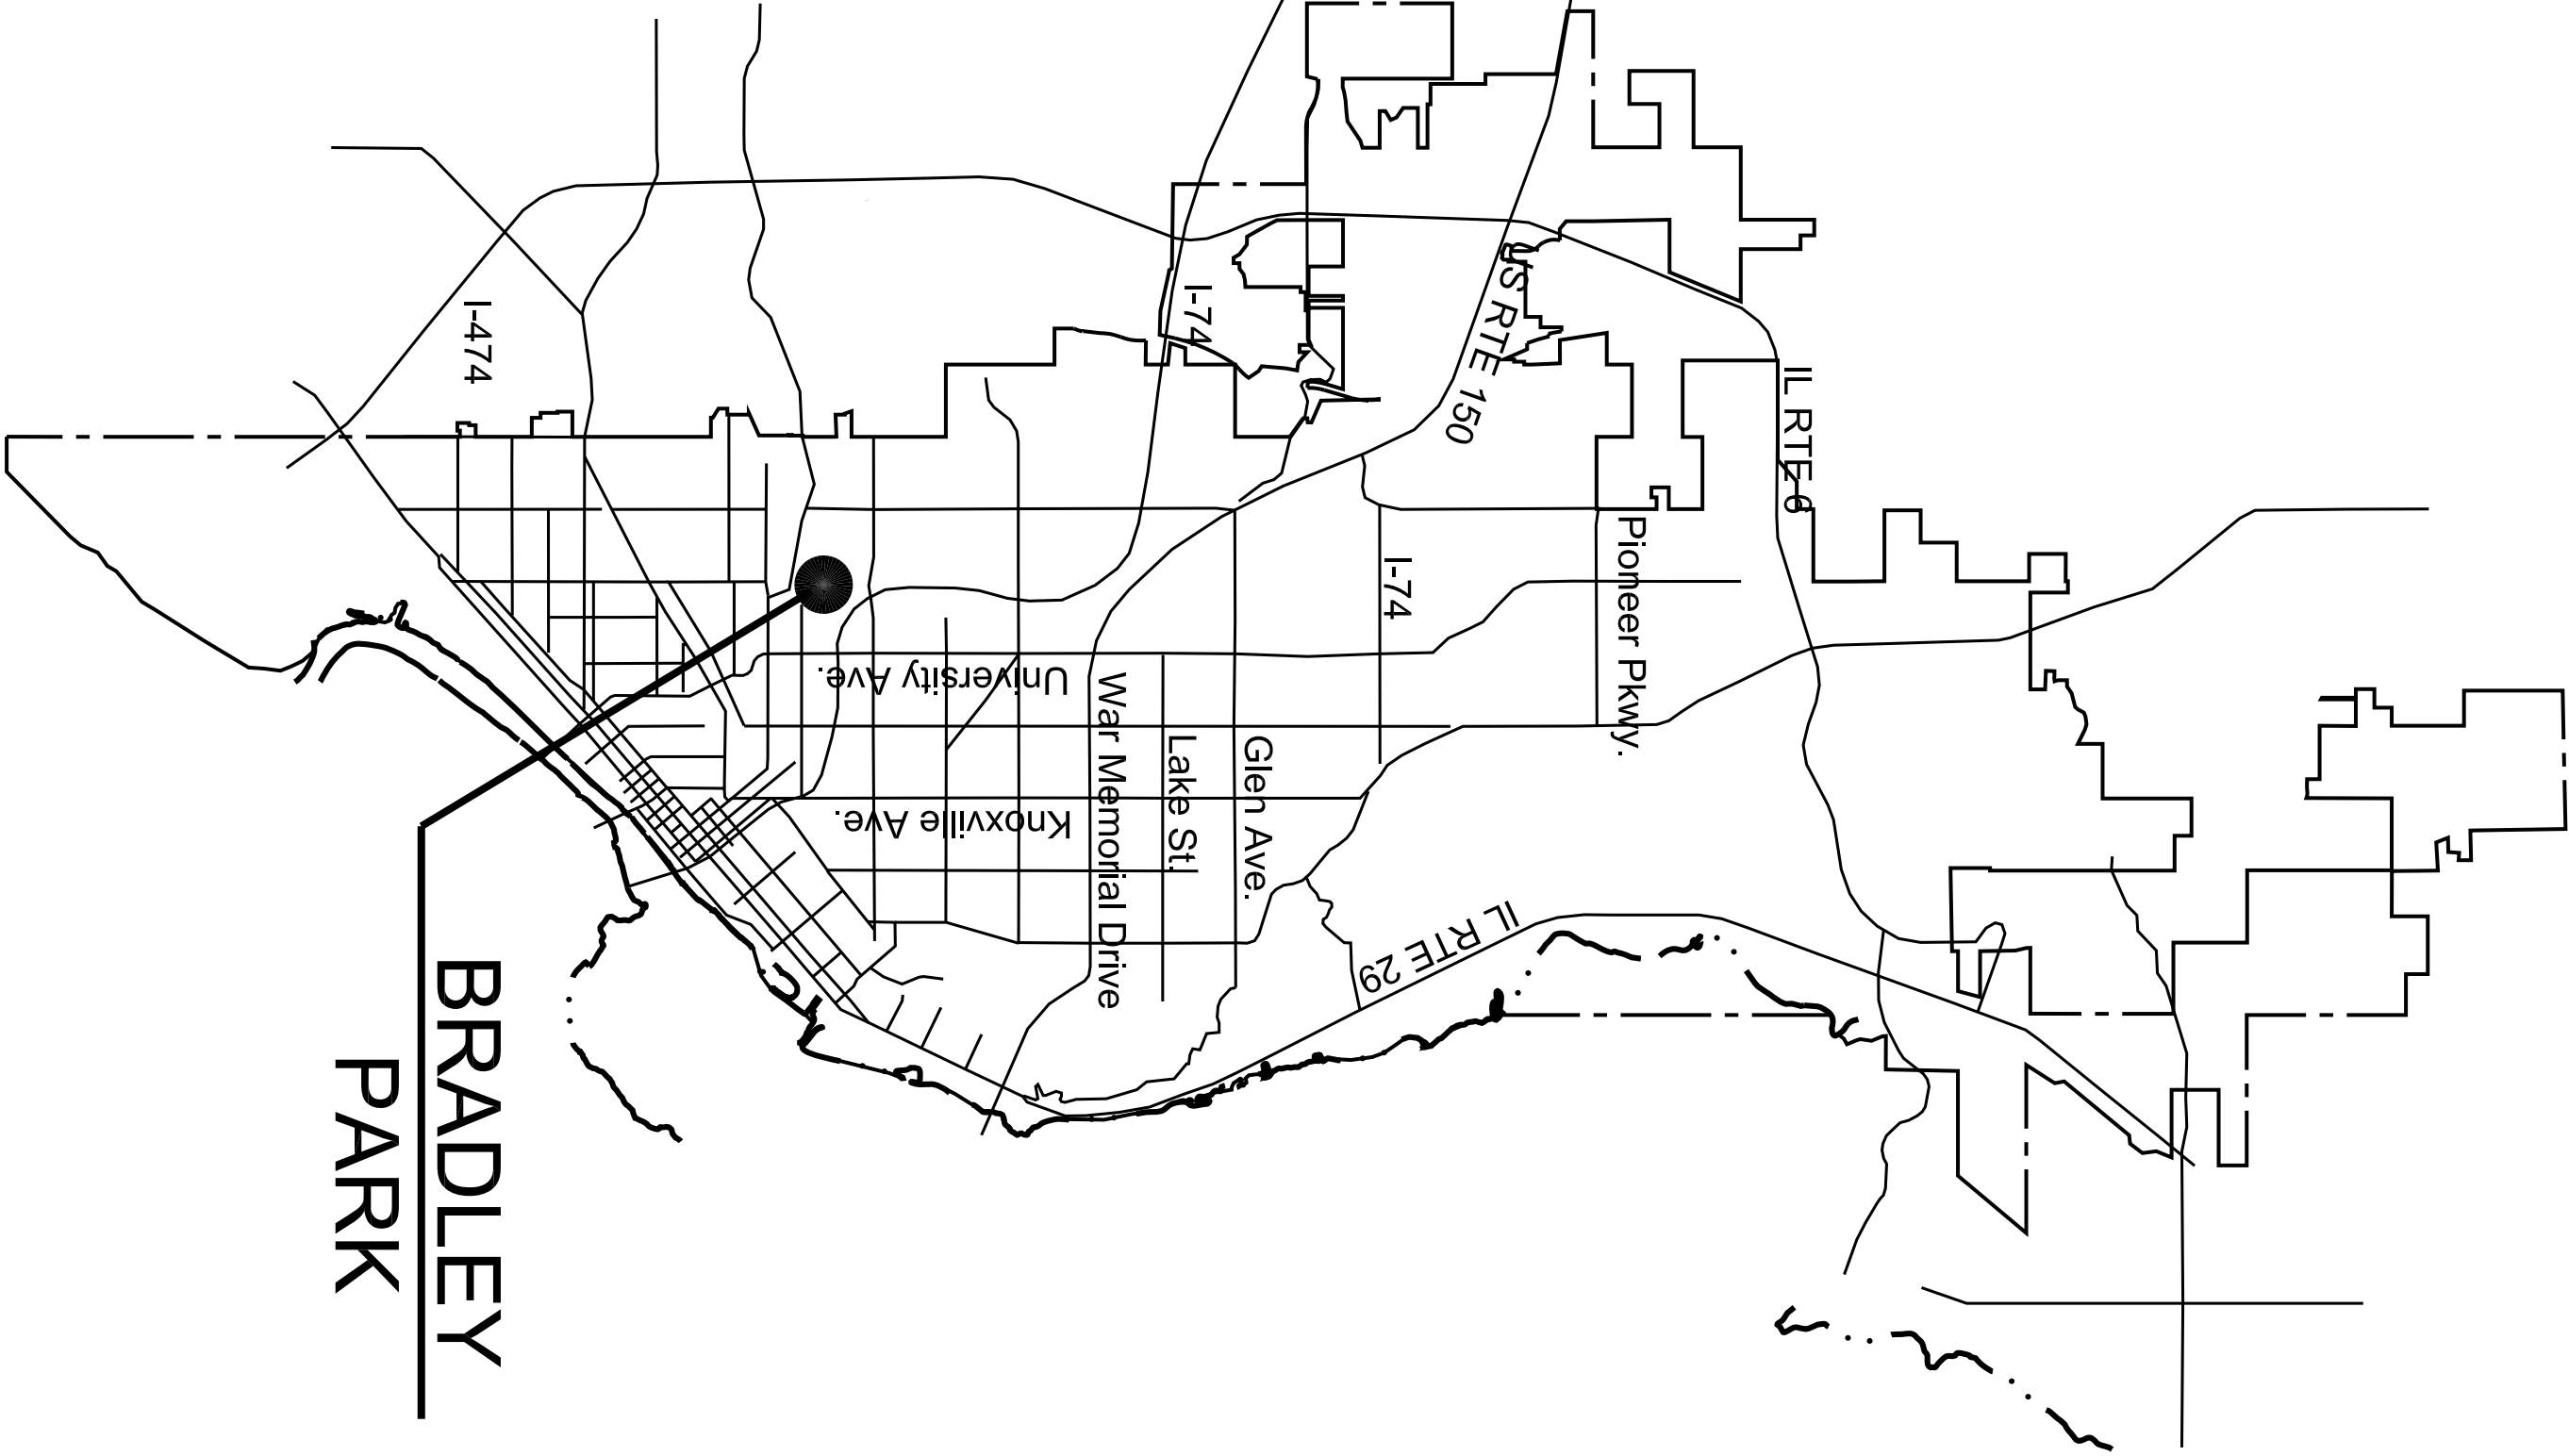 I-474
I-74
S RTE 150
IL RTE 6
Pioneer Pkwy.
I-74
University Ave.
War Memorial Drive
Lake St.
Glen Ave.
Knoxville Ave.
IL RTE 29
BRADLEY
PARK